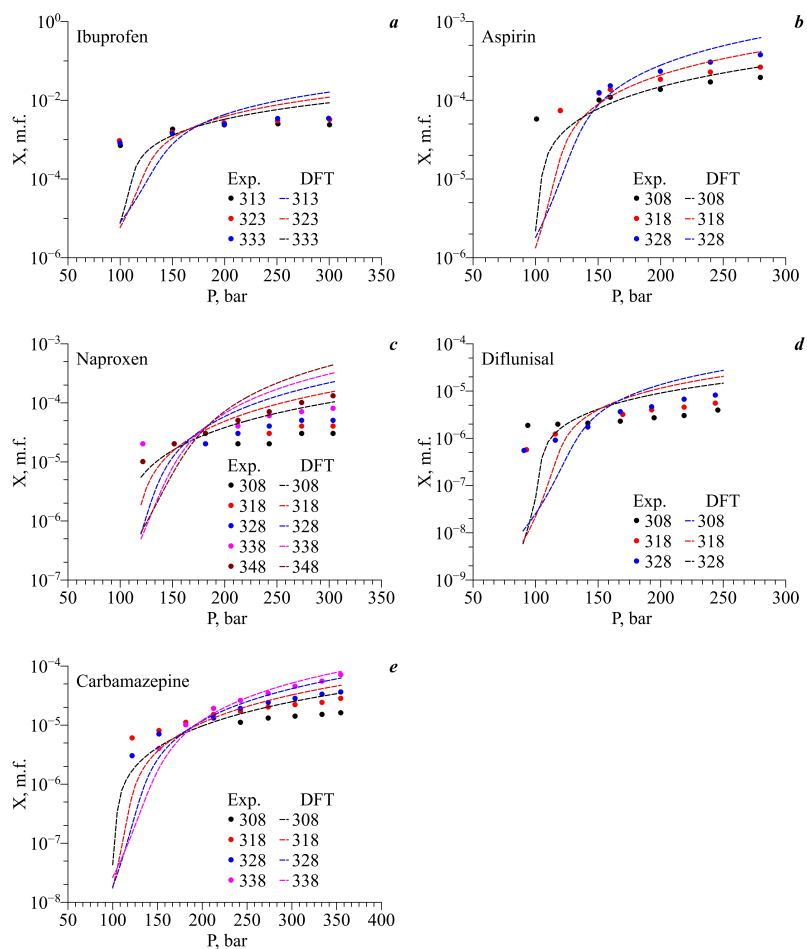 a
10⁰
Ibuprofen
10⁻²
X, m.f.
10⁻⁴
10⁻⁶
Exp. DFT
313 313
323 323
333 333
50 100 150 200 250 300 350
P, bar
b
10⁻³
Aspirin
10⁻⁴
X, m.f.
10⁻⁶
Exp. DFT
308 308
318 318
328 328
50 100 150 200 250 300
P, bar
c
10⁻³
Naproxen
10⁻⁴
10⁻⁵
X, m.f.
10⁻⁶
10⁻⁷
Exp. DFT
308 308
318 318
328 328
338 338
348 348
50 100 150 200 250 300 350
P, bar
d
10⁻⁴
Diflunisal
10⁻⁵
10⁻⁶
X, m.f.
10⁻⁸
10⁻⁹
Exp. DFT
308 308
318 318
328 328
50 100 150 200 250 300
P, bar
e
10⁻⁴
Carbamazepine
10⁻⁵
X, m.f.
10⁻⁶
10⁻⁷
10⁻⁸
Exp. DFT
308 308
318 318
328 328
338 338
50 100 150 200 250 300 350 400
P, bar